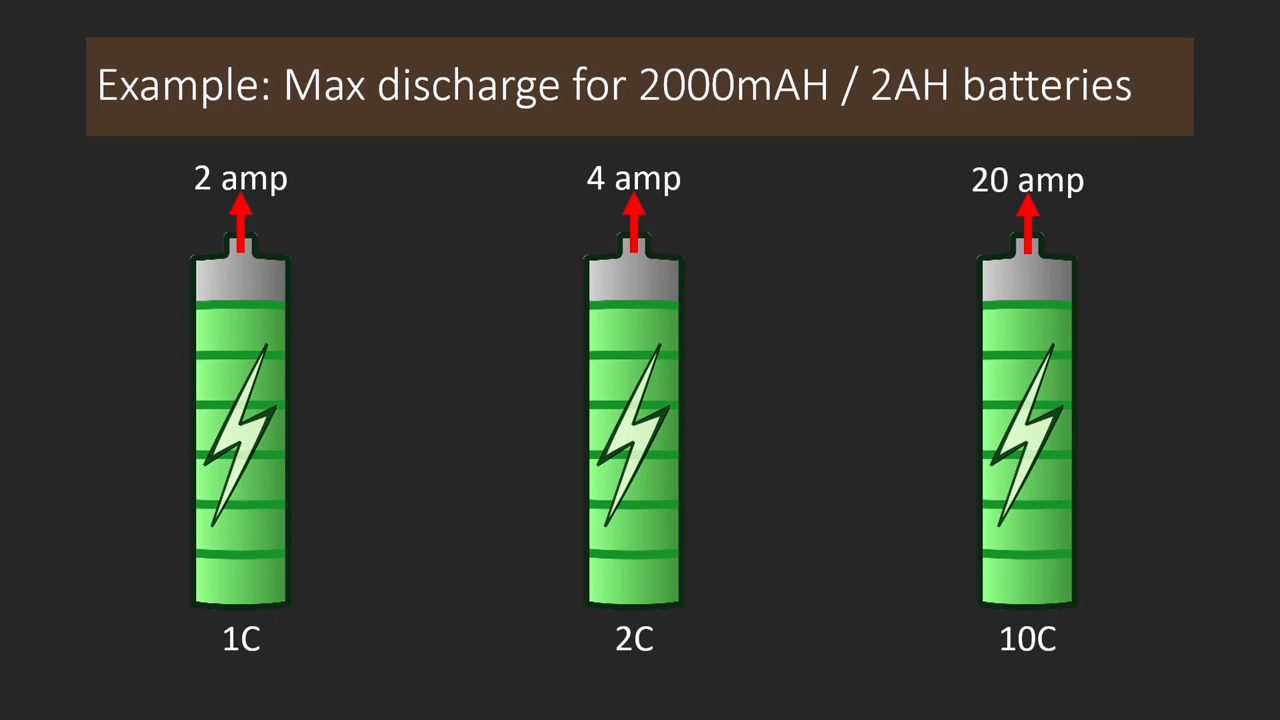 Example: Max discharge for 2000mAH / 2AH batteries
2 amp
4 amp
20 amp
1C
2C
10C